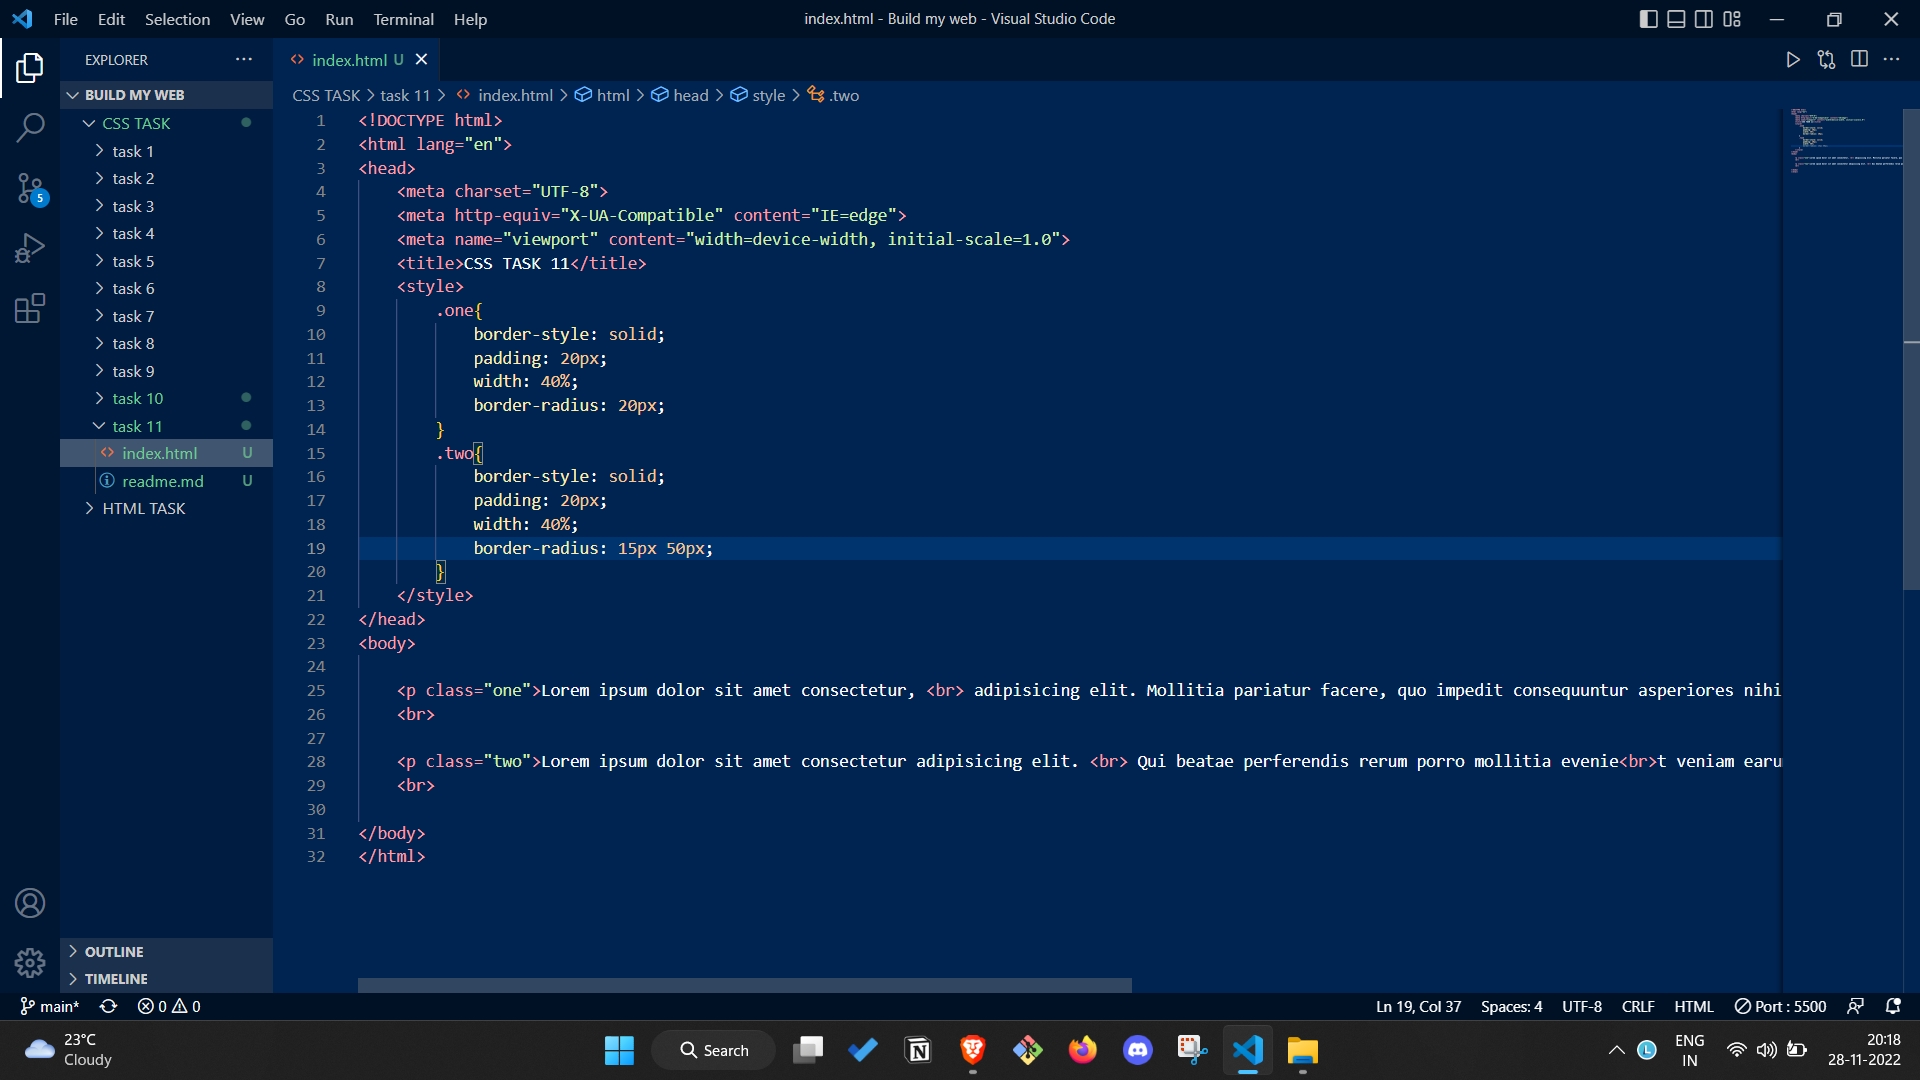 File Edit Selection View Go Run Terminal Help
index.html - Build my web - Visual Studio Code
EXPLORER
index.html U
BUILD MY WEB
CSS TASK
task 1
task 2
task 3
task 4
task 5
task 6
task 7
task 8
task 9
task 10
task 11
index.html U
readme.md U
HTML TASK
OUTLINE
TIMELINE
5
CSS TASK > task 11 > index.html > html > head > style > .two
1 <!DOCTYPE html>
2 <html lang="en">
3 <head>
4 <meta charset="UTF-8">
5 <meta http-equiv="X-UA-Compatible" content="IE=edge">
6 <meta name="viewport" content="width=device-width, initial-scale=1.0">
7 <title>CSS TASK 11</title>
8 <style>
9 .one{
10 border-style: solid;
11 padding: 20px;
12 width: 40%;
13 border-radius: 20px;
14 }
15 .two{
16 border-style: solid;
17 padding: 20px;
18 width: 40%;
19 border-radius: 15px 50px;
20 }
21 </style>
22 </head>
23 <body>
24
25 <p class="one">Lorem ipsum dolor sit amet consectetur, <br> adipisicing elit. Mollitia pariatur facere, quo impedit consequuntur asperiores nihi
26 <br>
27
28 <p class="two">Lorem ipsum dolor sit amet consectetur adipisicing elit. <br> Qui beatae perferendis rerum porro mollitia evenie<br>t veniam earu
29 <br>
30
31 </body>
32 </html>
main* 0 0
Ln 19, Col 37 Spaces: 4 UTF-8 CRLF HTML Port : 5500
23°C
Cloudy
Search
L
ENG
IN
20:18
28-11-2022